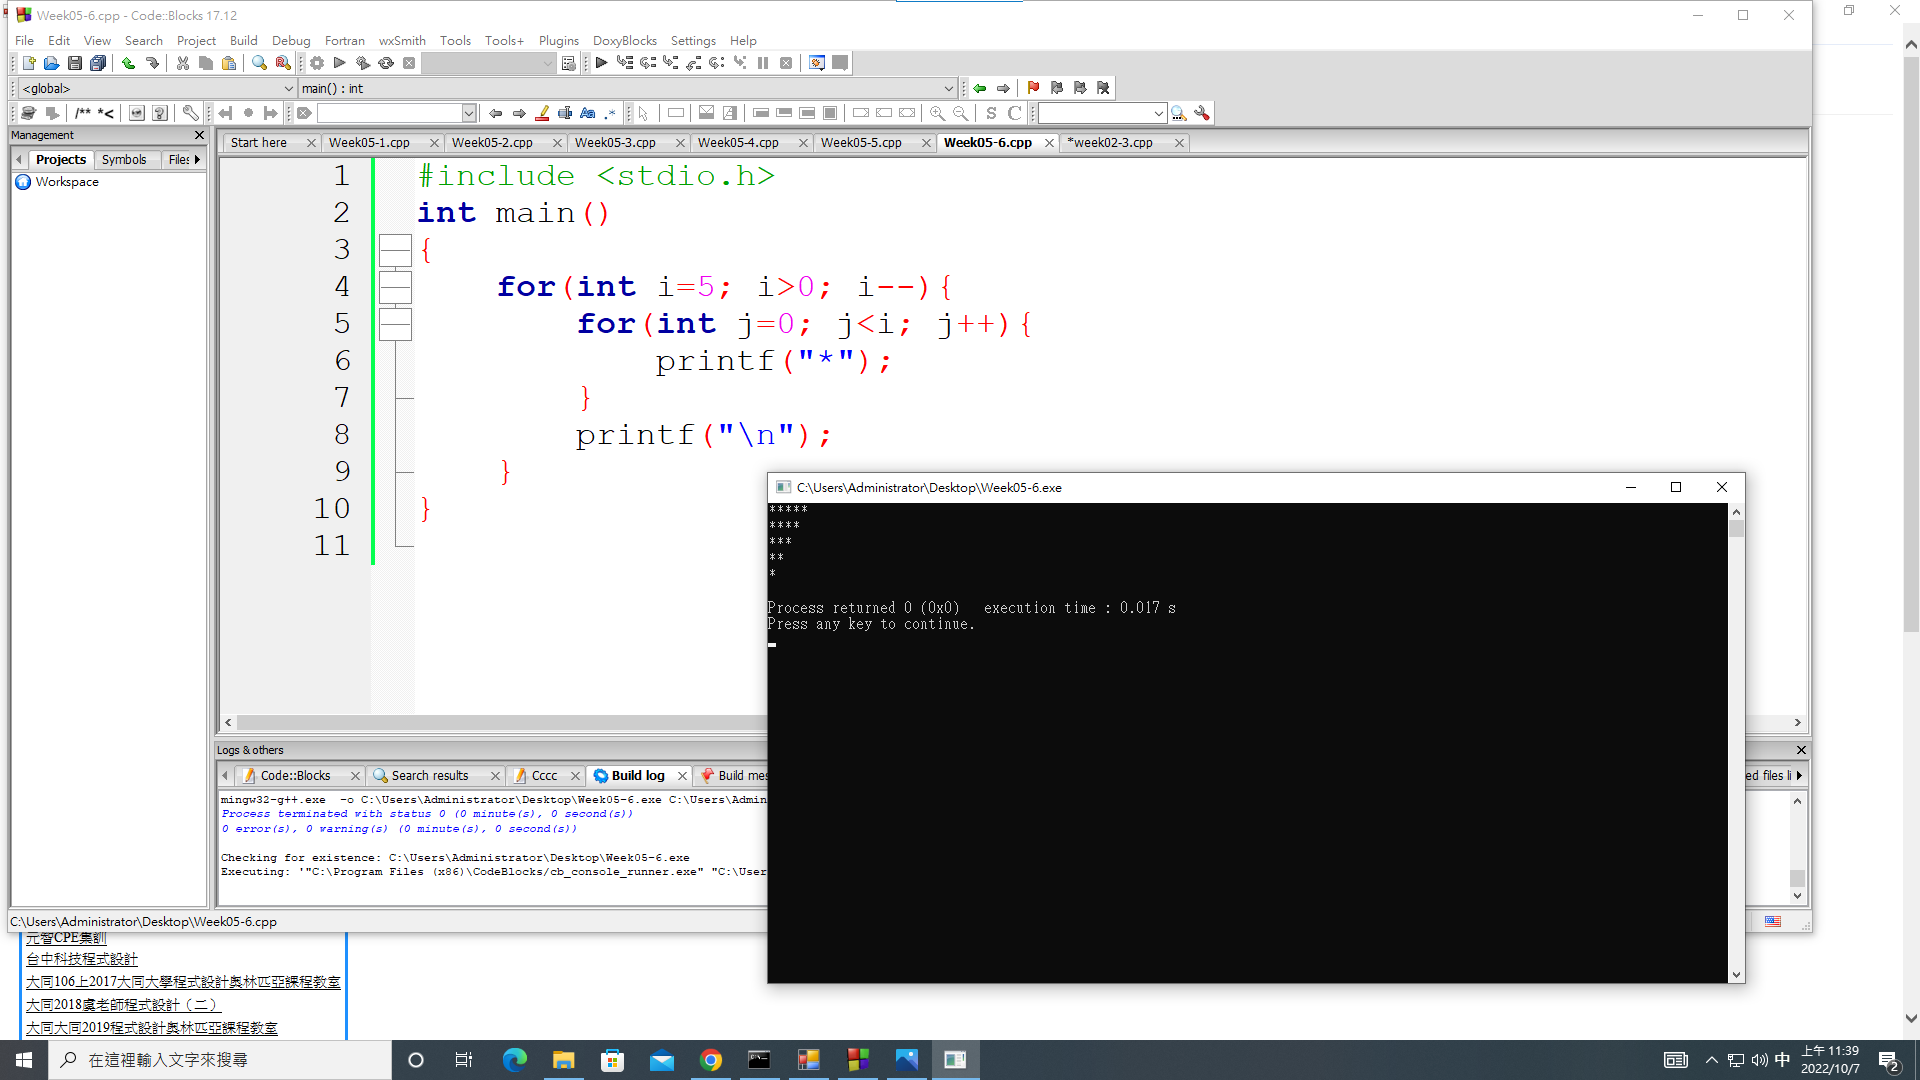 Week05-6.cpp - Code::Blocks 17.12
File Edit View Search Project Build Debug Fortran wxSmith Tools Tools+ Plugins DoxyBlocks Settings Help
<global> main() : int
/** *<
S C
Management
Projects Symbols Files
Workspace
Start here Week05-1.cpp Week05-2.cpp Week05-3.cpp Week05-4.cpp Week05-5.cpp Week05-6.cpp *week02-3.cpp
1 #include <stdio.h>
2 int main()
3 {
4 for(int i=5; i>0; i--){
5 for(int j=0; j<i; j++){
6 printf("*");
7 }
8 printf("\n");
9 }
10 }
11
C:\Users\Administrator\Desktop\Week05-6.exe
*****
****
***
**
*
Process returned 0 (0x0) execution time : 0.017 s
Press any key to continue.
Logs & others
Code::Blocks Search results Cccc Build log Build mes ed files li
mingw32-g++.exe -o C:\Users\Administrator\Desktop\Week05-6.exe C:\Users\Admin
Process terminated with status 0 (0 minute(s), 0 second(s))
0 error(s), 0 warning(s) (0 minute(s), 0 second(s))
Checking for existence: C:\Users\Administrator\Desktop\Week05-6.exe
Executing: '"C:\Program Files (x86)\CodeBlocks/cb_console_runner.exe" "C:\User
C:\Users\Administrator\Desktop\Week05-6.cpp
元智CPE集訓
台中科技程式設計
大同106上2017大同大學程式設計奧林匹亞課程教室
大同2018盧老師程式設計（二）
大同大同2019程式設計奧林匹亞課程教室
在這裡輸入文字來搜尋
中
上午 11:39
2022/10/7
2